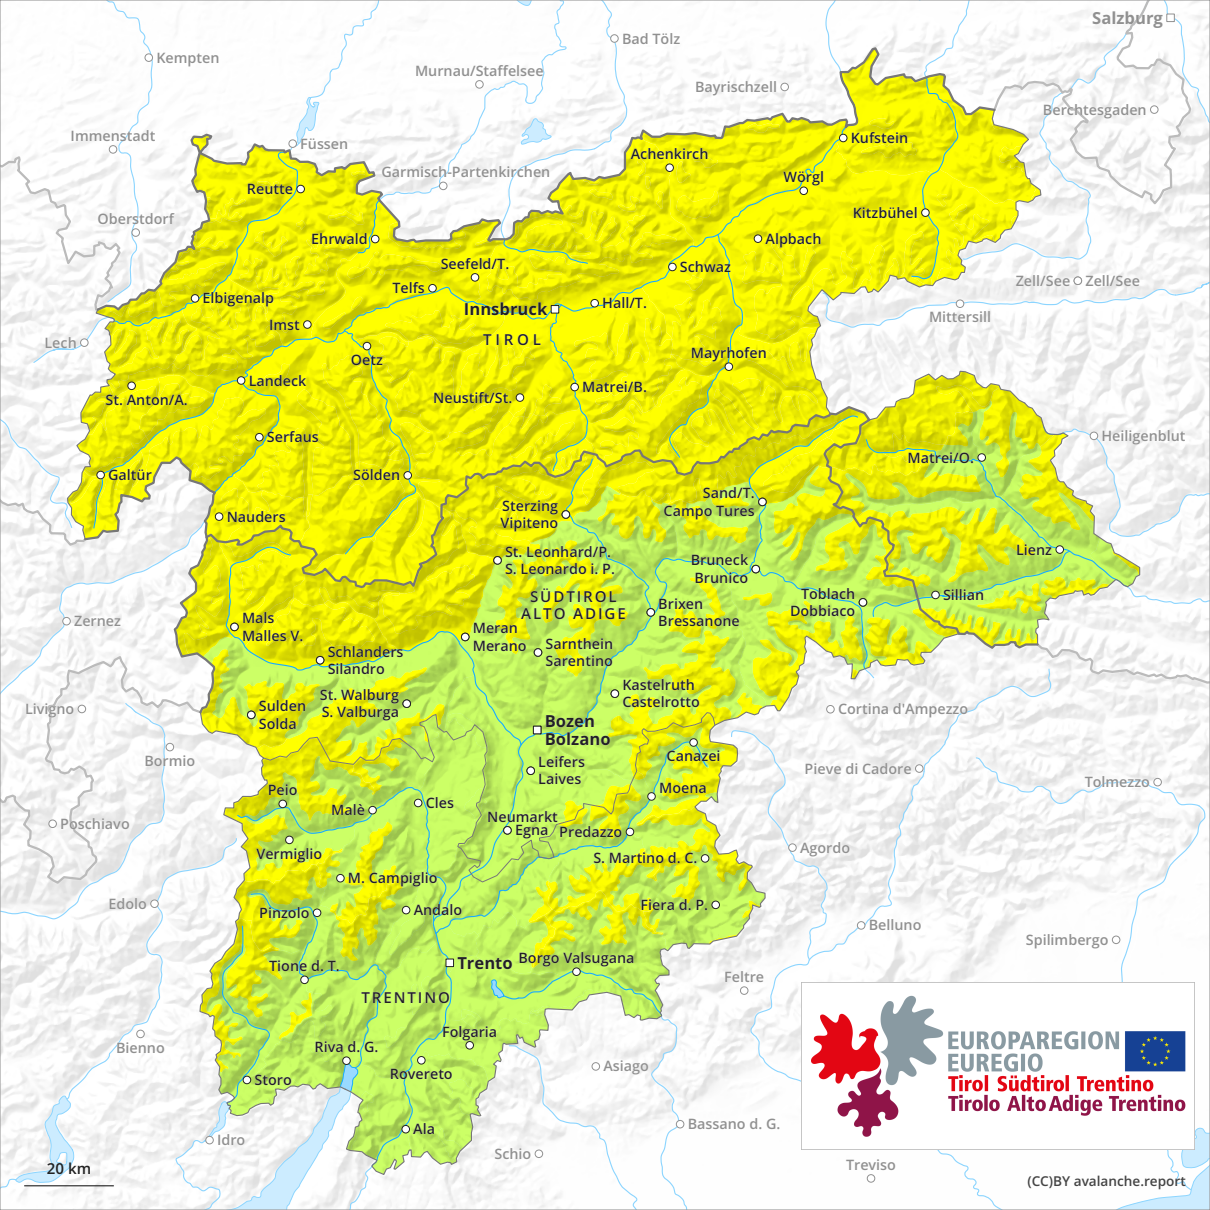 Salzburg
Bad Tölz
Kempten
Murnau/Staffelsee
Bayrischzell
Berchtesgaden
Immenstadt
Füssen
Kufstein
Achenkirch
Garmisch-Partenkirchen
Wörgl
Reutte
Oberstdorf
Kitzbühel
Ehrwald
Alpbach
Seefeld/T.
Schwaz
Zell/See
Zell/See
Telfs
Elbigenalp
Hall/T.
Innsbruck
Mittersill
Imst
TIROL
Lech
Oetz
Mayrhofen
Landeck
Matrei/B.
St. Anton/A.
Neustift/St.
Serfaus
Heiligenblut
Matrei/O.
Galtür
Sölden
Sand/T.
Campo Tures
Sterzing
Vipiteno
Nauders
Lienz
St. Leonhard/P.
S. Leonardo i. P.
Bruneck
Brunico
Toblach
Dobbiaco
Sillian
SÜDTIROL
ALTO ADIGE
Brixen
Bressanone
Zernez
Mals
Malles V.
Meran
Merano
Sarnthein
Sarentino
Schlanders
Silandro
Kastelruth
Castelrotto
St. Walburg
S. Valburga
Livigno
Sulden
Solda
Cortina d'Ampezzo
Bozen
Bolzano
Bormio
Canazei
Leifers
Laives
Pieve di Cadore
Tolmezzo
Peio
Moena
Malè
Cles
Neumarkt
Egna
Poschiavo
Predazzo
Vermiglio
Agordo
S. Martino d. C.
M. Campiglio
Edolo
Pinzolo
Andalo
Fiera d. P.
Belluno
Spilimbergo
Borgo Valsugana
Trento
Tione d. T.
Feltre
TRENTINO
Folgaria
Bienno
Riva d. G.
EUROPAREGION
EUREGIO
Tirol Südtirol Trentino
Tirolo Alto Adige Trentino
Asiago
Rovereto
Storo
Ala
Bassano d. G.
Idro
Schio
Treviso
20 km
(CC)BY avalanche.report